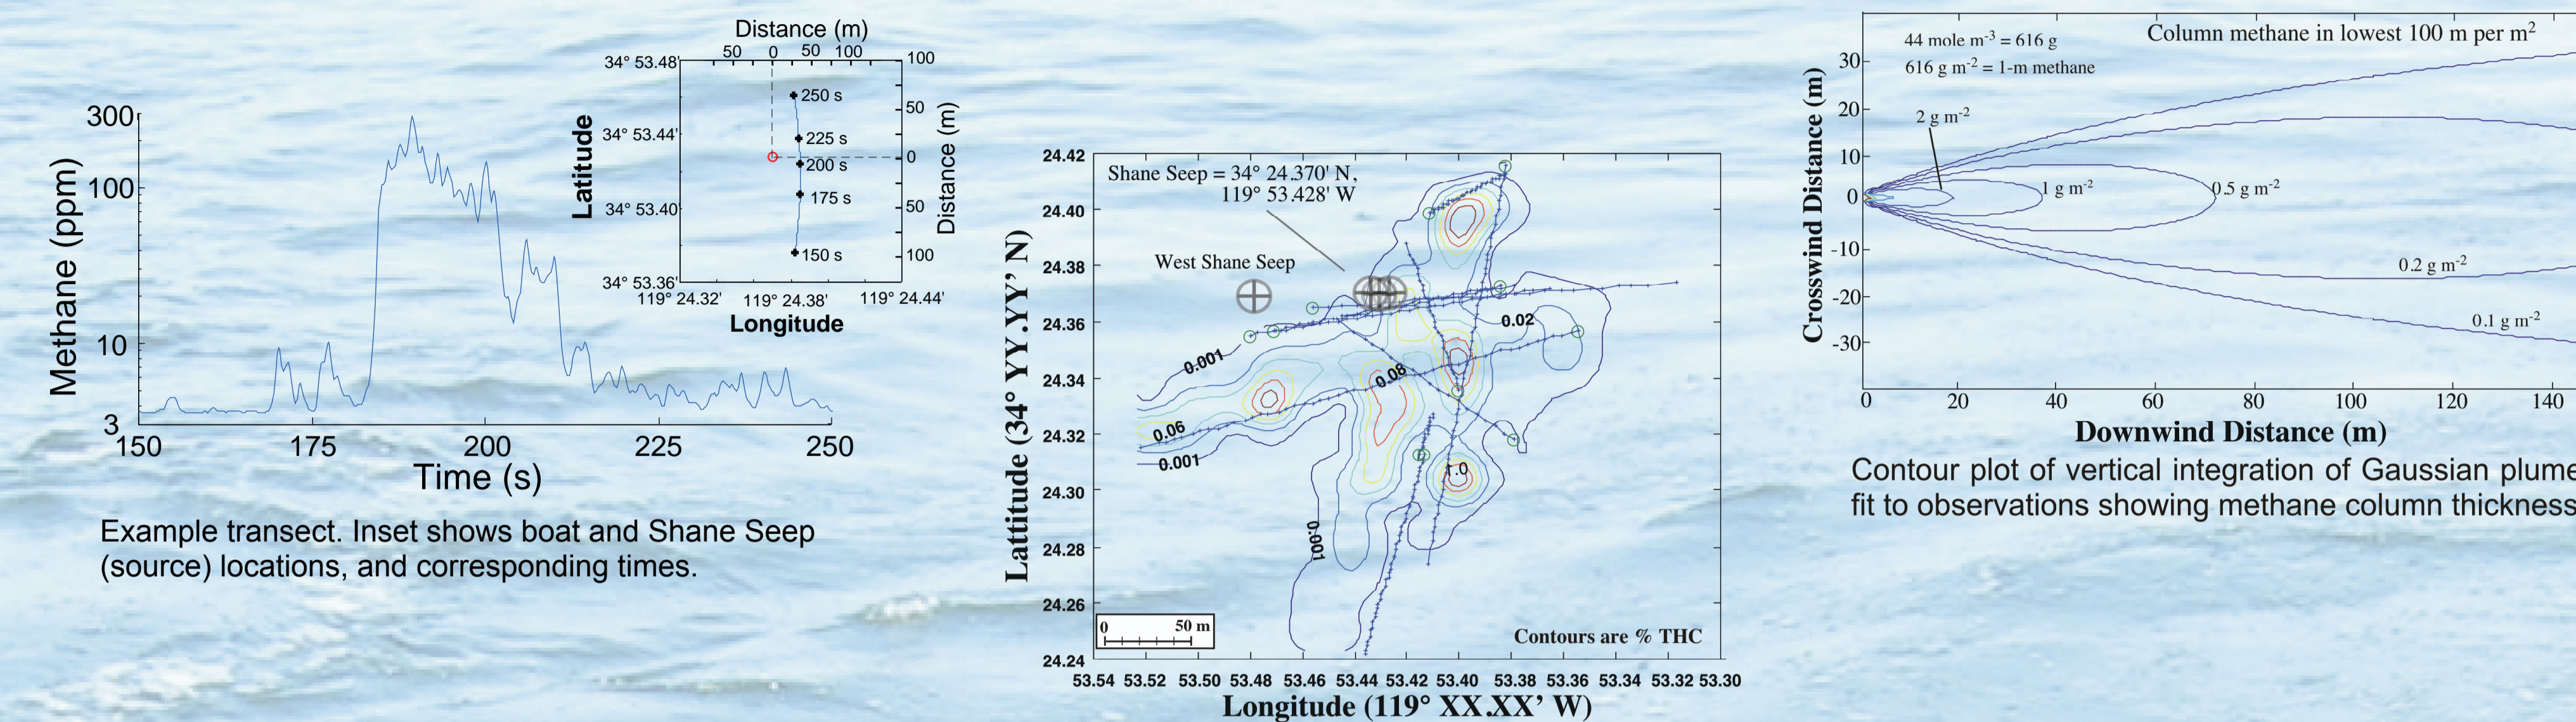 Methane (ppm)
300
100
10
3
150 175 200 225 250
Time (s)
Distance (m)
50 0 50 100
Latitude
34° 53.48'
34° 53.44'
34° 53.40'
34° 53.36'
100
50
0
50
100
Distance (m)
250 s
225 s
200 s
175 s
150 s
119° 24.32' 119° 24.38' 119° 24.44'
Longitude
Example transect. Inset shows boat and Shane Seep
(source) locations, and corresponding times.
Lattitude (34° YY.YY' N)
24.42
24.40
24.38
24.36
24.34
24.32
24.30
24.28
24.26
24.24
Shane Seep = 34° 24.370' N,
119° 53.428' W
West Shane Seep
0.02
0.001
0.08
0.06
0.001
1.0
0.001
0 50 m
Contours are % THC
53.54 53.52 53.50 53.48 53.46 53.44 53.42 53.40 53.38 53.36 53.34 53.32 53.30
Longitude (119° XX.XX' W)
Crosswind Distance (m)
30
20
10
0
-10
-20
-30
44 mole m-3 = 616 g
616 g m-2 = 1-m methane
Column methane in lowest 100 m per m2
2 g m-2
1 g m-2
0.5 g m-2
0.2 g m-2
0.1 g m-2
0 20 40 60 80 100 120 140
Downwind Distance (m)
Contour plot of vertical integration of Gaussian plume
fit to observations showing methane column thickness